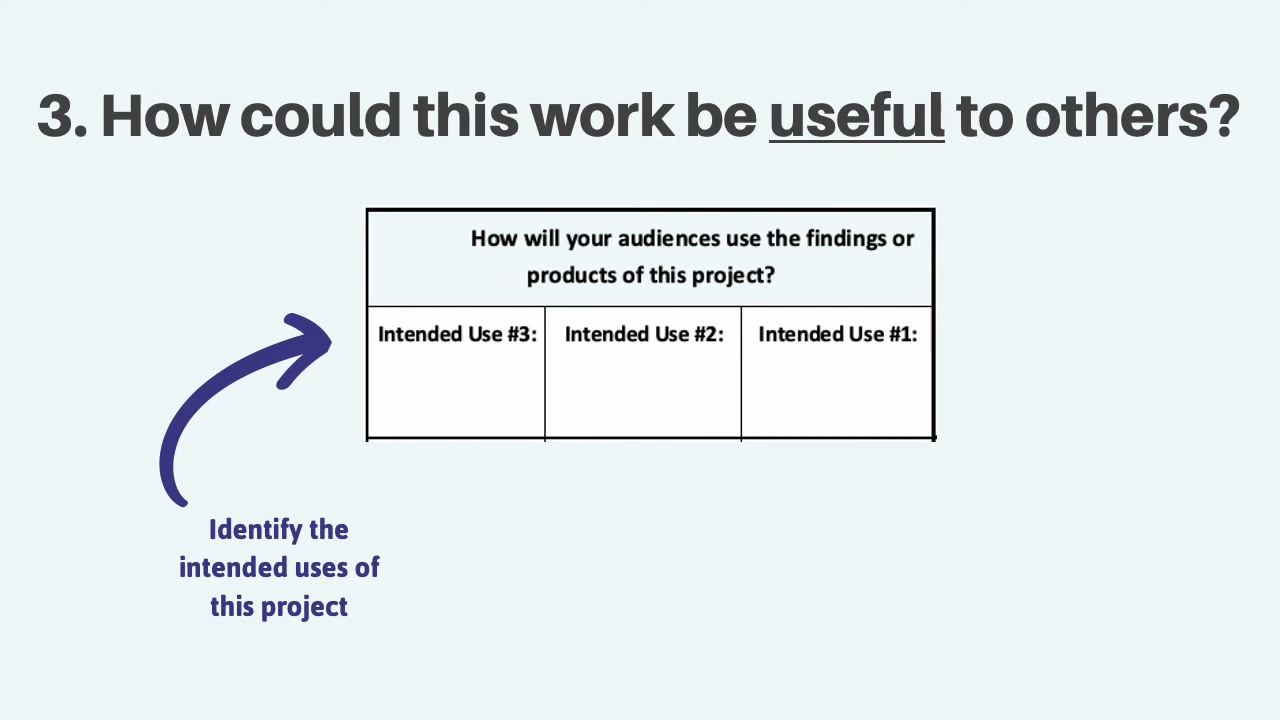 3. How could this work be useful to others?
How will your audiences use the findings or
products of this project?
Intended Use #3:
Intended Use #2:
Intended Use #1:
Identify the
intended uses of
this project